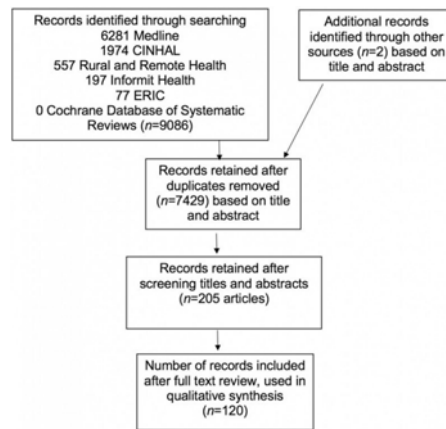 Records identified through searching
6281 Medline
1974 CINHAL
557 Rural and Remote Health
197 Informit Health
77 ERIC
0 Cochrane Database of Systematic
Reviews (n=9086)
Additional records
identified through other
sources (n=2) based on
title and abstract
Records retained after
duplicates removed
(n=7429) based on title
and abstract
Records retained after
screening titles and abstracts
(n=205 articles)
Number of records included
after full text review, used in
qualitative synthesis
(n=120)